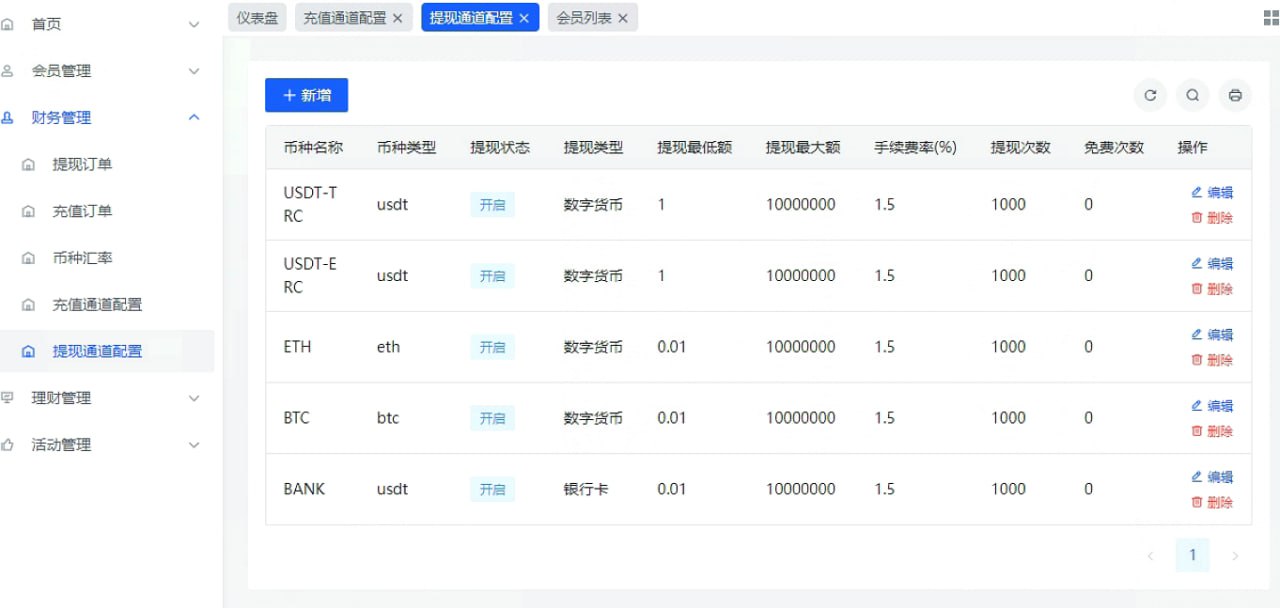 首页
会员管理
财务管理
提现订单
充值订单
币种汇率
充值通道配置
提现通道配置
理财管理
活动管理
仪表盘 充值通道配置 提现通道配置 会员列表
新增
币种名称 币种类型 提现状态 提现类型 提现最低额 提现最大额 手续费率(%) 提现次数 免费次数 操作
USDT-T
RC usdt 开启 数字货币 1 10000000 1.5 1000 0 编辑
删除
USDT-E
RC usdt 开启 数字货币 1 10000000 1.5 1000 0 编辑
删除
ETH eth 开启 数字货币 0.01 10000000 1.5 1000 0 编辑
删除
BTC btc 开启 数字货币 0.01 10000000 1.5 1000 0 编辑
删除
BANK usdt 开启 银行卡 0.01 10000000 1.5 1000 0 编辑
删除
1